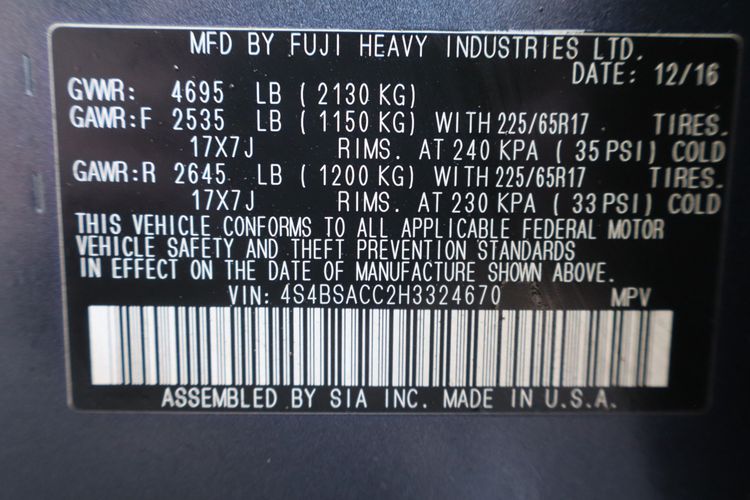 MFD BY FUJI HEAVY INDUSTRIES LTD.
DATE: 12/16
GVWR: 4695 LB ( 2130 KG)
GAWR:F 2535 LB ( 1150 KG) WITH 225/65R17 TIRES.
17X7J RIMS. AT 240 KPA ( 35 PSI) COLD
GAWR:R 2645 LB ( 1200 KG) WITH 225/65R17 TIRES.
17X7J RIMS. AT 230 KPA ( 33 PSI) COLD
THIS VEHICLE CONFORMS TO ALL APPLICABLE FEDERAL MOTOR
VEHICLE SAFETY AND THEFT PREVENTION STANDARDS
IN EFFECT ON THE DATE OF MANUFACTURE SHOWN ABOVE.
VIN: 4S4BSACC2H3324670 MPV
ASSEMBLED BY SIA INC. MADE IN U.S.A.